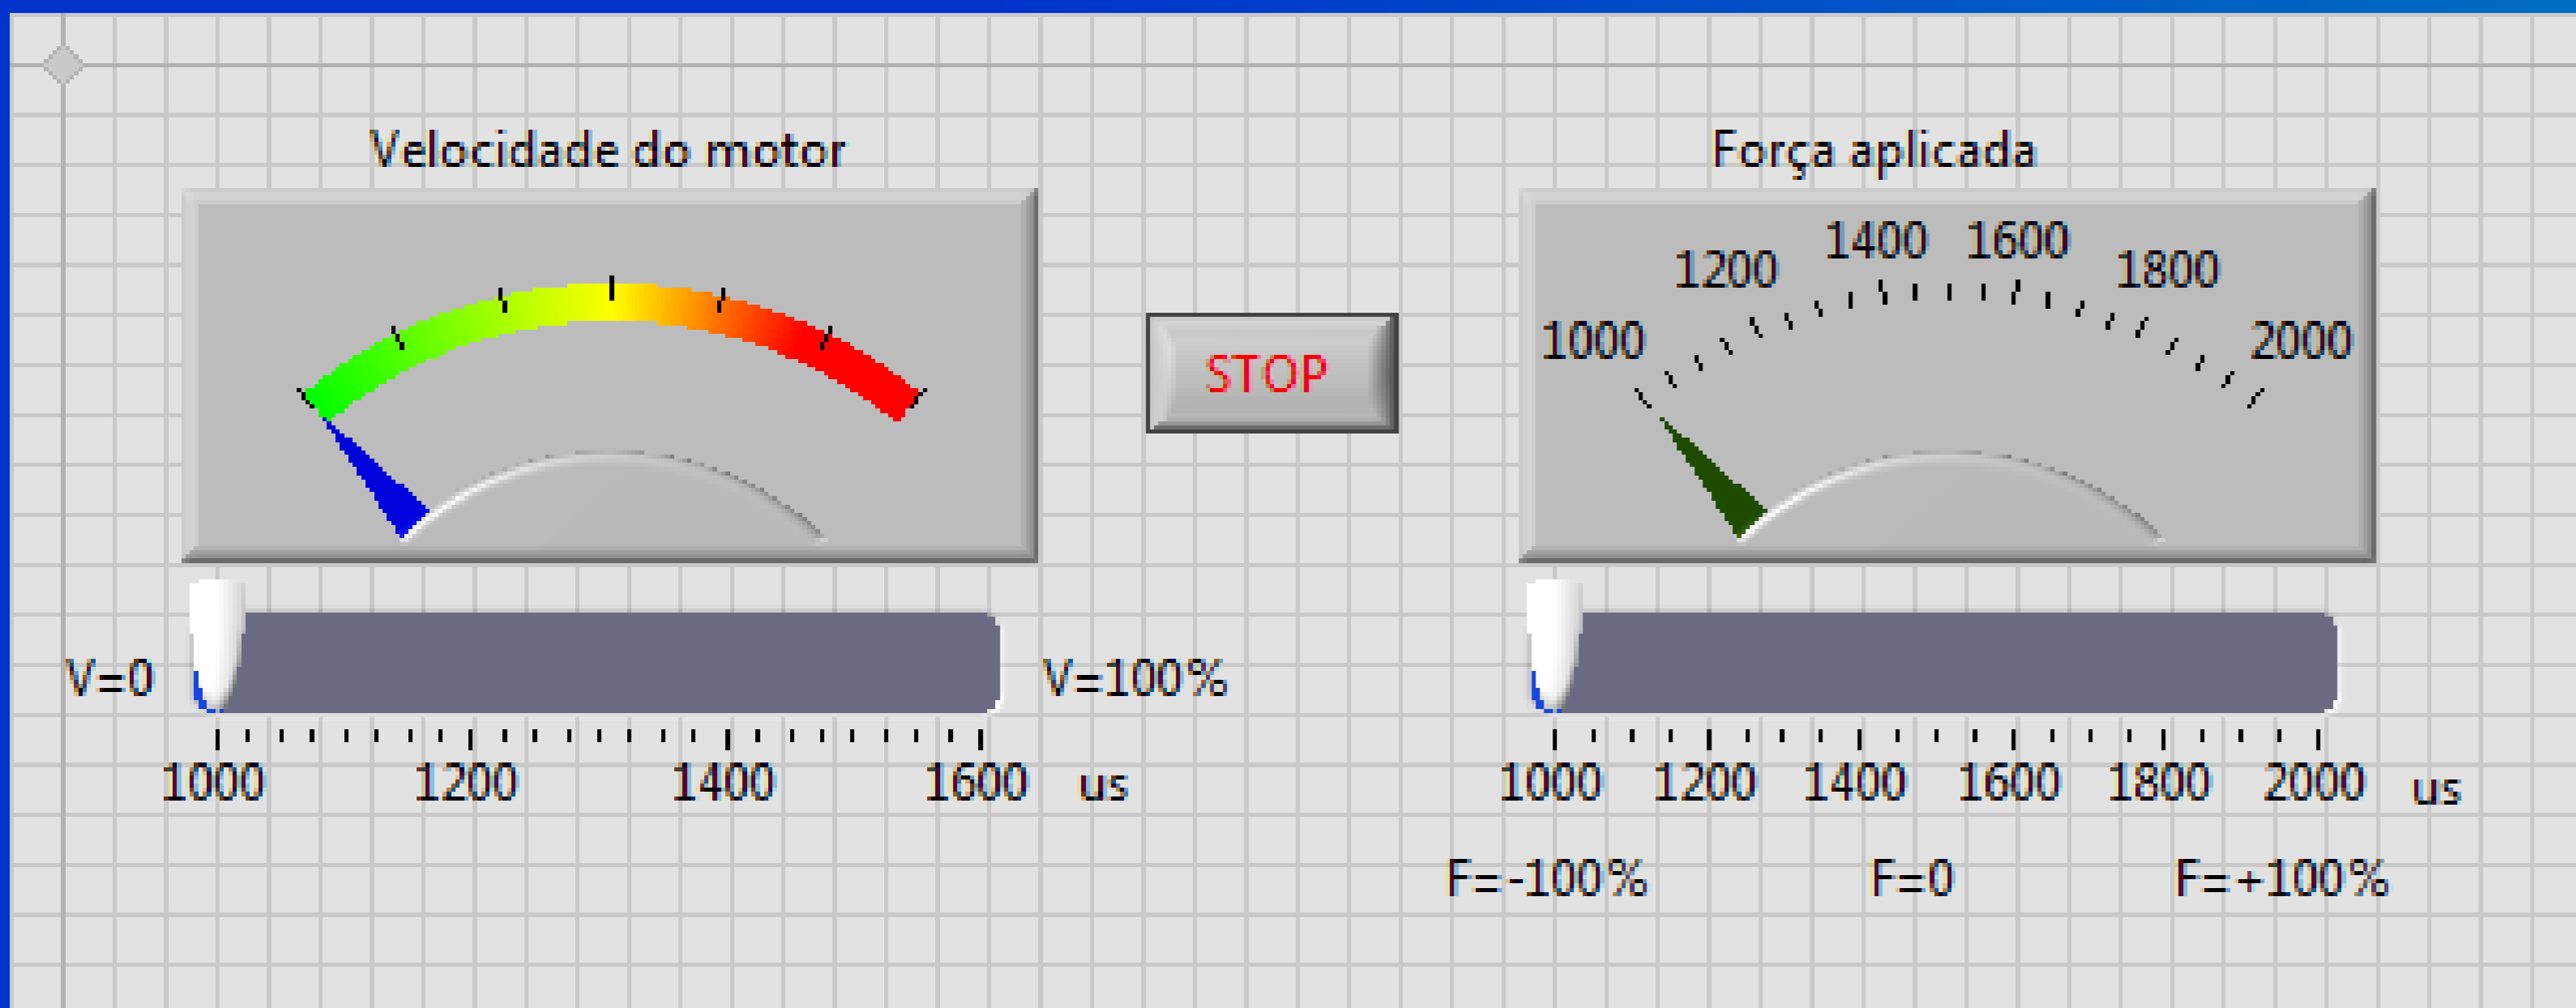 Velocidade do motor
Força aplicada
1000 1200 1400 1600 1800 2000
STOP
V=0
V=100%
1000 1200 1400 1600 us
1000 1200 1400 1600 1800 2000 us
F=-100% F=0 F=+100%